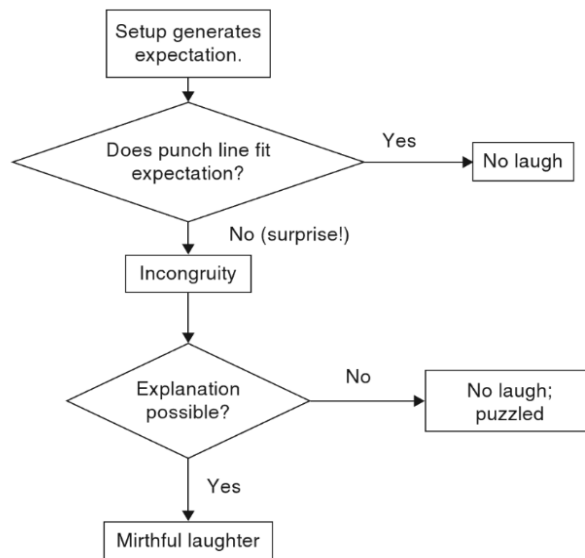 Setup generates
expectation.
Does punch line fit
expectation?
Yes
No laugh
No (surprise!)
Incongruity
Explanation
possible?
No
No laugh;
puzzled
Yes
Mirthful laughter